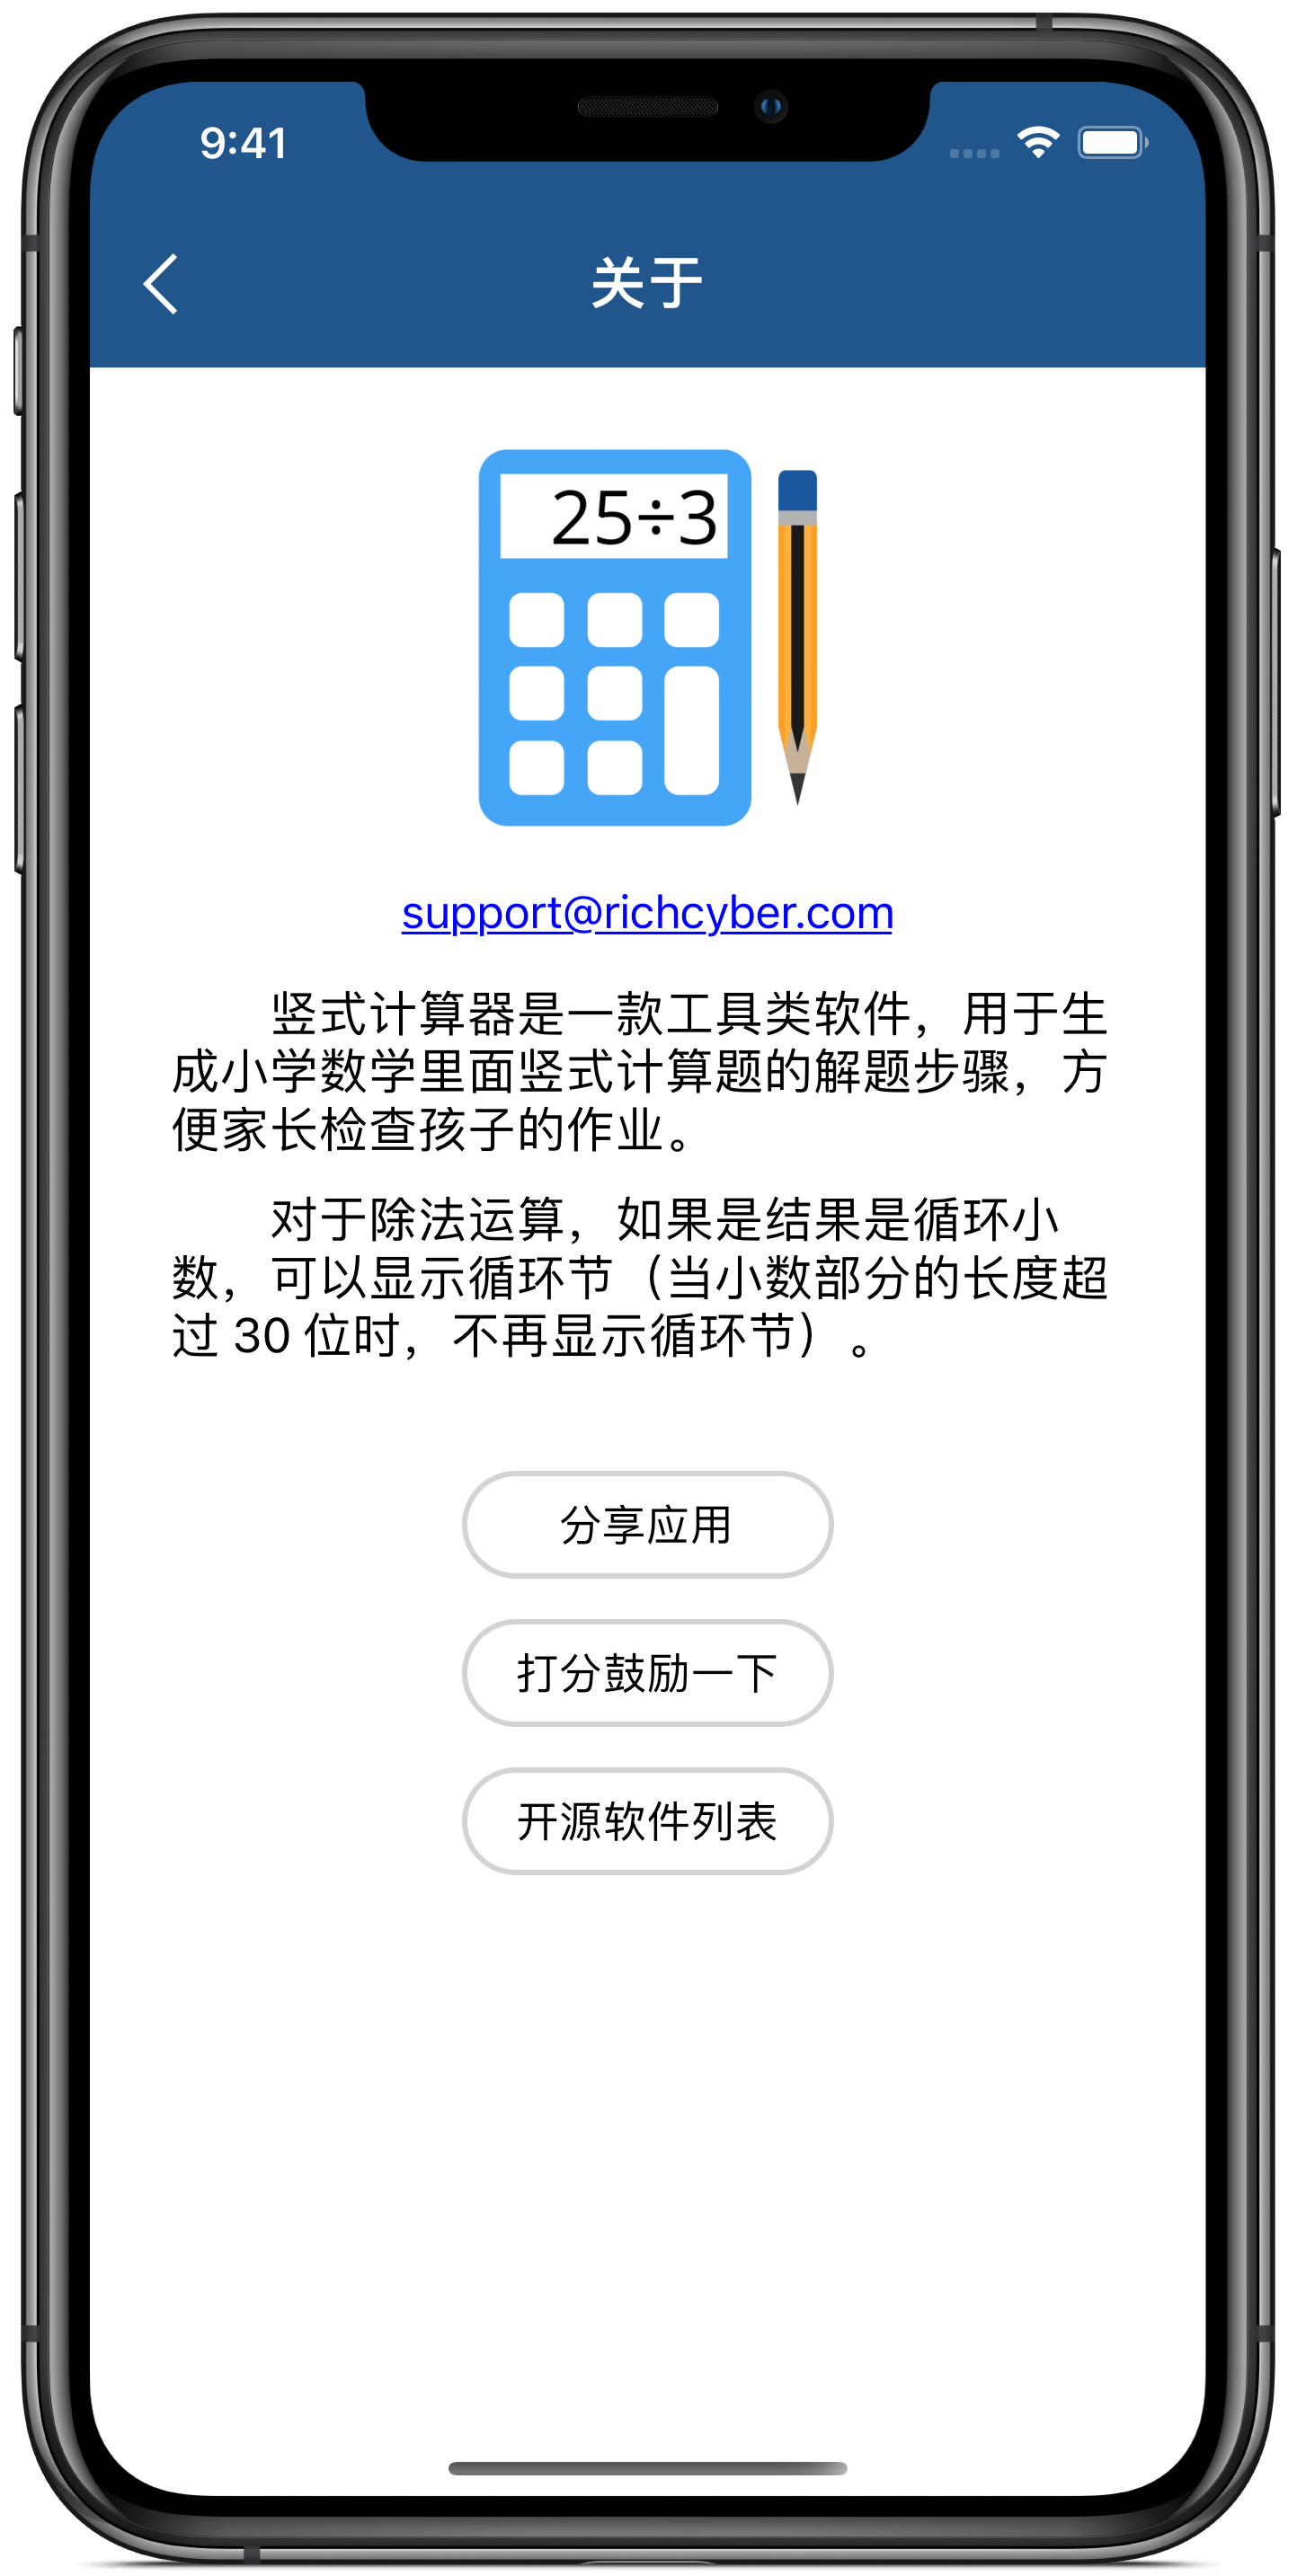 9:41
关于
25÷3
support@richcyber.com
竖式计算器是一款工具类软件，用于生
成小学数学里面竖式计算题的解题步骤，方
便家长检查孩子的作业。
对于除法运算，如果是结果是循环小
数，可以显示循环节（当小数部分的长度超
过 30 位时，不再显示循环节）。
分享应用
打分鼓励一下
开源软件列表